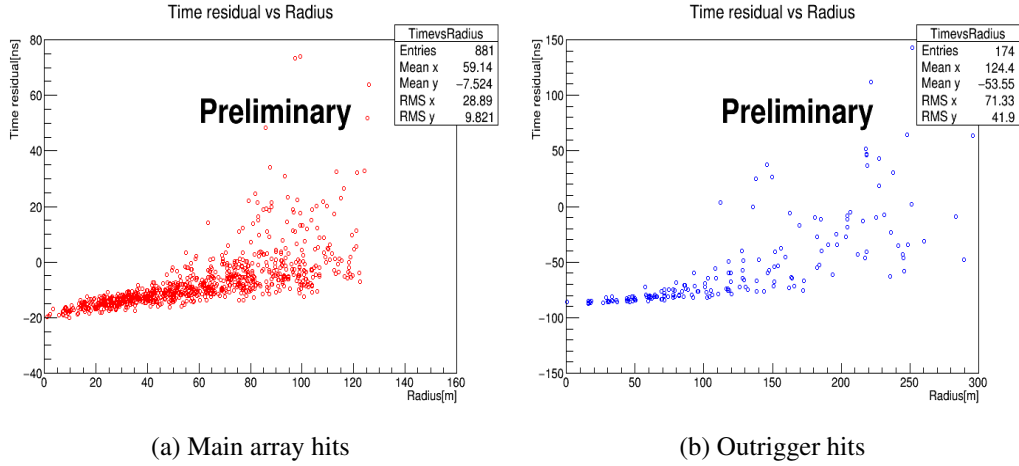 Time residual vs Radius
Time residual[ns]
80
60
40
20
0
−20
−40
0 20 40 60 80 100 120 140 160
Radius[m]
TimevsRadius
Entries 881
Mean x 59.14
Mean y −7.524
RMS x 28.89
RMS y 9.821
Preliminary
(a) Main array hits
Time residual vs Radius
Time residual[ns]
150
100
50
0
−50
−100
−150
0 50 100 150 200 250 300
Radius[m]
TimevsRadius
Entries 174
Mean x 124.4
Mean y −53.55
RMS x 71.33
RMS y 41.9
Preliminary
(b) Outrigger hits